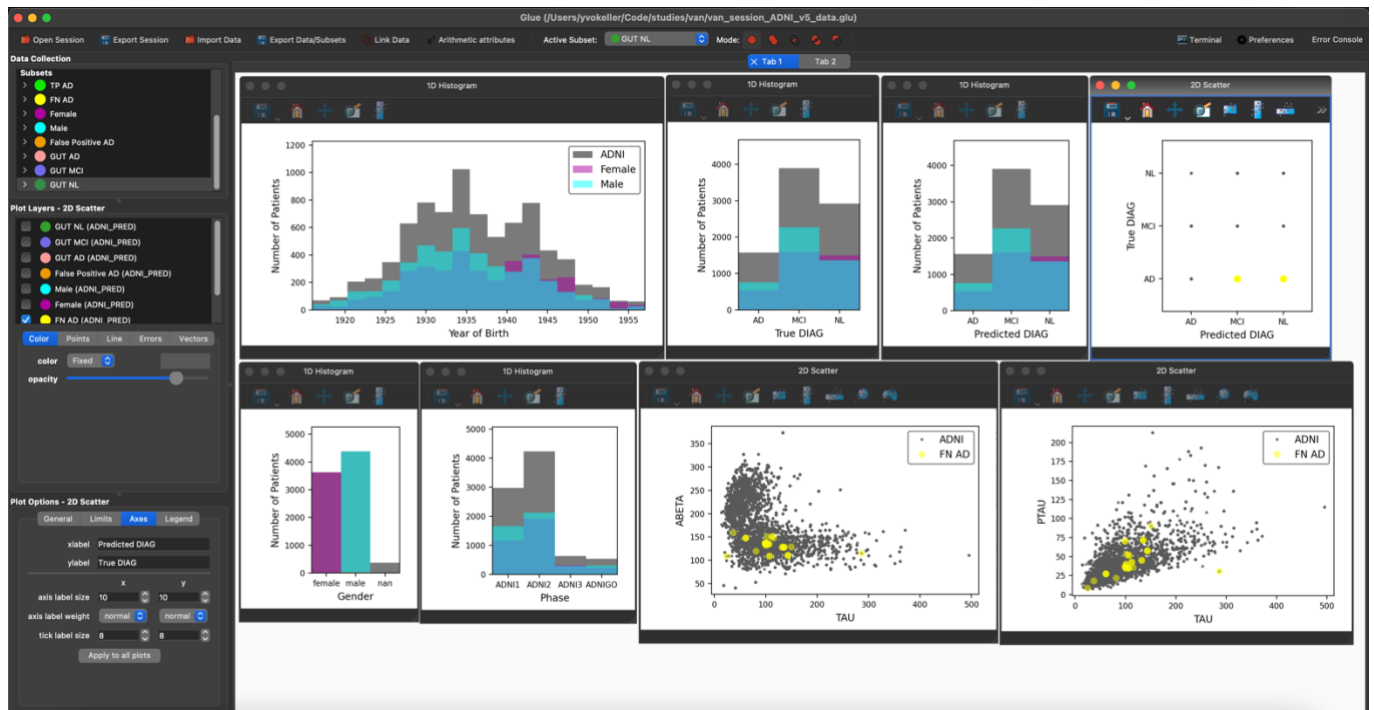 Glue (/Users/yvokeller/Code/studies/van/van_session_ADNI_v5_data.glu)
Open Session Export Session Import Data Export Data/Subsets Link Data Arithmetic attributes Active Subset: GUT NL Mode: Terminal Preferences Error Console
Data Collection
Subsets
TP AD
FN AD
Female
Male
False Positive AD
GUT AD
GUT MCI
GUT NL
Plot Layers - 2D Scatter
GUT NL (ADNI_PRED)
GUT MCI (ADNI_PRED)
GUT AD (ADNI_PRED)
False Positive AD (ADNI_PRED)
Male (ADNI_PRED)
Female (ADNI_PRED)
FN AD (ADNI_PRED)
Color Points Line Errors Vectors
color Fixed
opacity
Plot Options - 2D Scatter
General Limits Axes Legend
xlabel Predicted DIAG
ylabel True DIAG
x y
axis label size 10 10
axis label weight normal normal
tick label size 8 8
Apply to all plots
Tab 1 Tab 2
1D Histogram
1200
1000
800
600
400
200
0
Number of Patients
ADNI
Female
Male
1920 1925 1930 1935 1940 1945 1950 1955
Year of Birth
1D Histogram
4000
3000
2000
1000
0
Number of Patients
AD MCI NL
True DIAG
1D Histogram
4000
3000
2000
1000
0
Number of Patients
AD MCI NL
Predicted DIAG
2D Scatter
NL
MCI
AD
True DIAG
AD MCI NL
Predicted DIAG
1D Histogram
5000
4000
3000
2000
1000
0
Number of Patients
female male nan
Gender
1D Histogram
5000
4000
3000
2000
1000
0
Number of Patients
ADNI1 ADNI2 ADNI3 ADNIGO
Phase
2D Scatter
350
300
250
200
150
100
50
ABETA
ADNI
FN AD
0 100 200 300 400 500
TAU
2D Scatter
200
175
150
125
100
75
50
25
0
PTAU
ADNI
FN AD
0 100 200 300 400 500
TAU